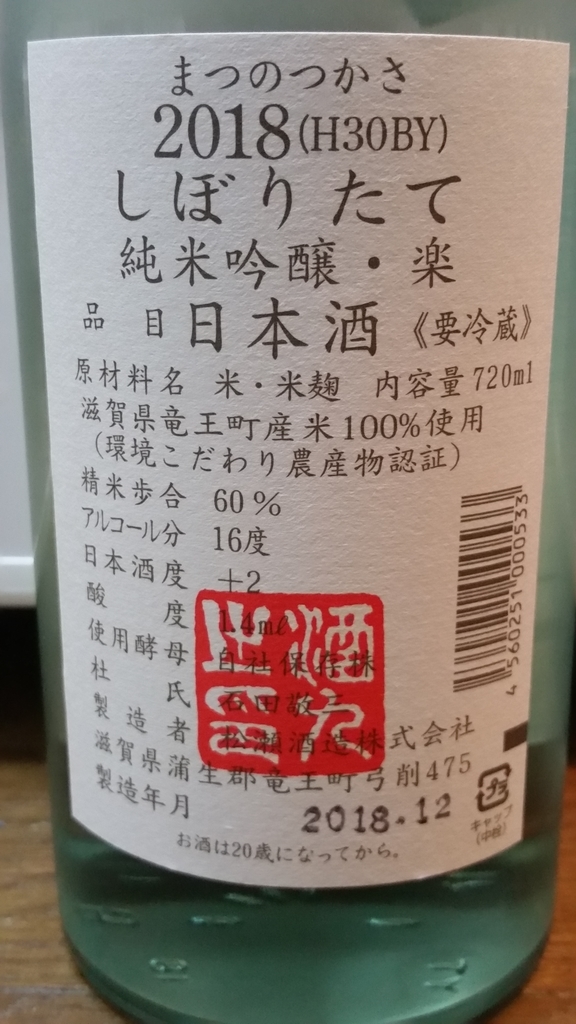 まつのつかさ
2018(H30BY)
しぼりたて
純米吟醸・楽
品目 日本酒 《要冷蔵》
原材料名 米・米麹 内容量720ml
滋賀県竜王町産米100%使用
(環境こだわり農産物認証)
精米歩合 60%
アルコール分 16度
日本酒度 +2
酸度 1.4ml
使用酵母 自社保存株
杜氏 石田敬三
製造者 松瀬酒造株式会社
滋賀県蒲生郡竜王町弓削475
製造年月 2018.12
お酒は20歳になってから。
4 560251 000533
プラ
キャップ
(中栓)